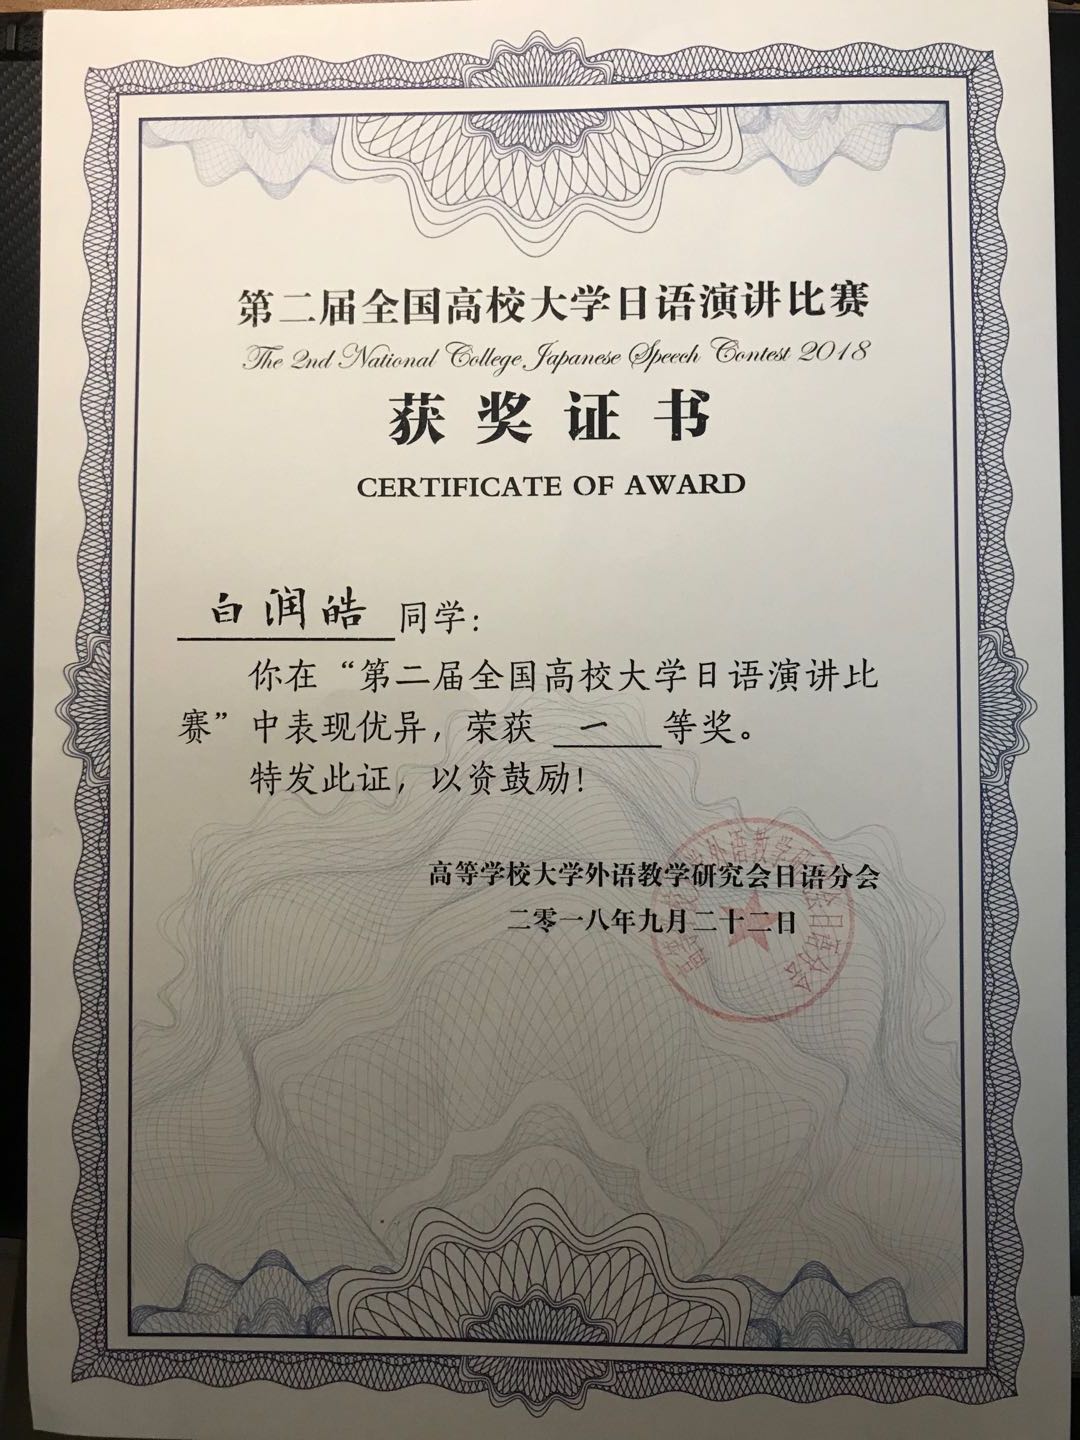 第二届全国高校大学日语演讲比赛
The 2nd National College Japanese Speech Contest 2018
获奖证书
CERTIFICATE OF AWARD
白润皓 同学：
你在“第二届全国高校大学日语演讲比
赛”中表现优异，荣获 一 等奖。
特发此证，以资鼓励！
高等学校大学外语教学研究会日语分会
二零一八年九月二十二日